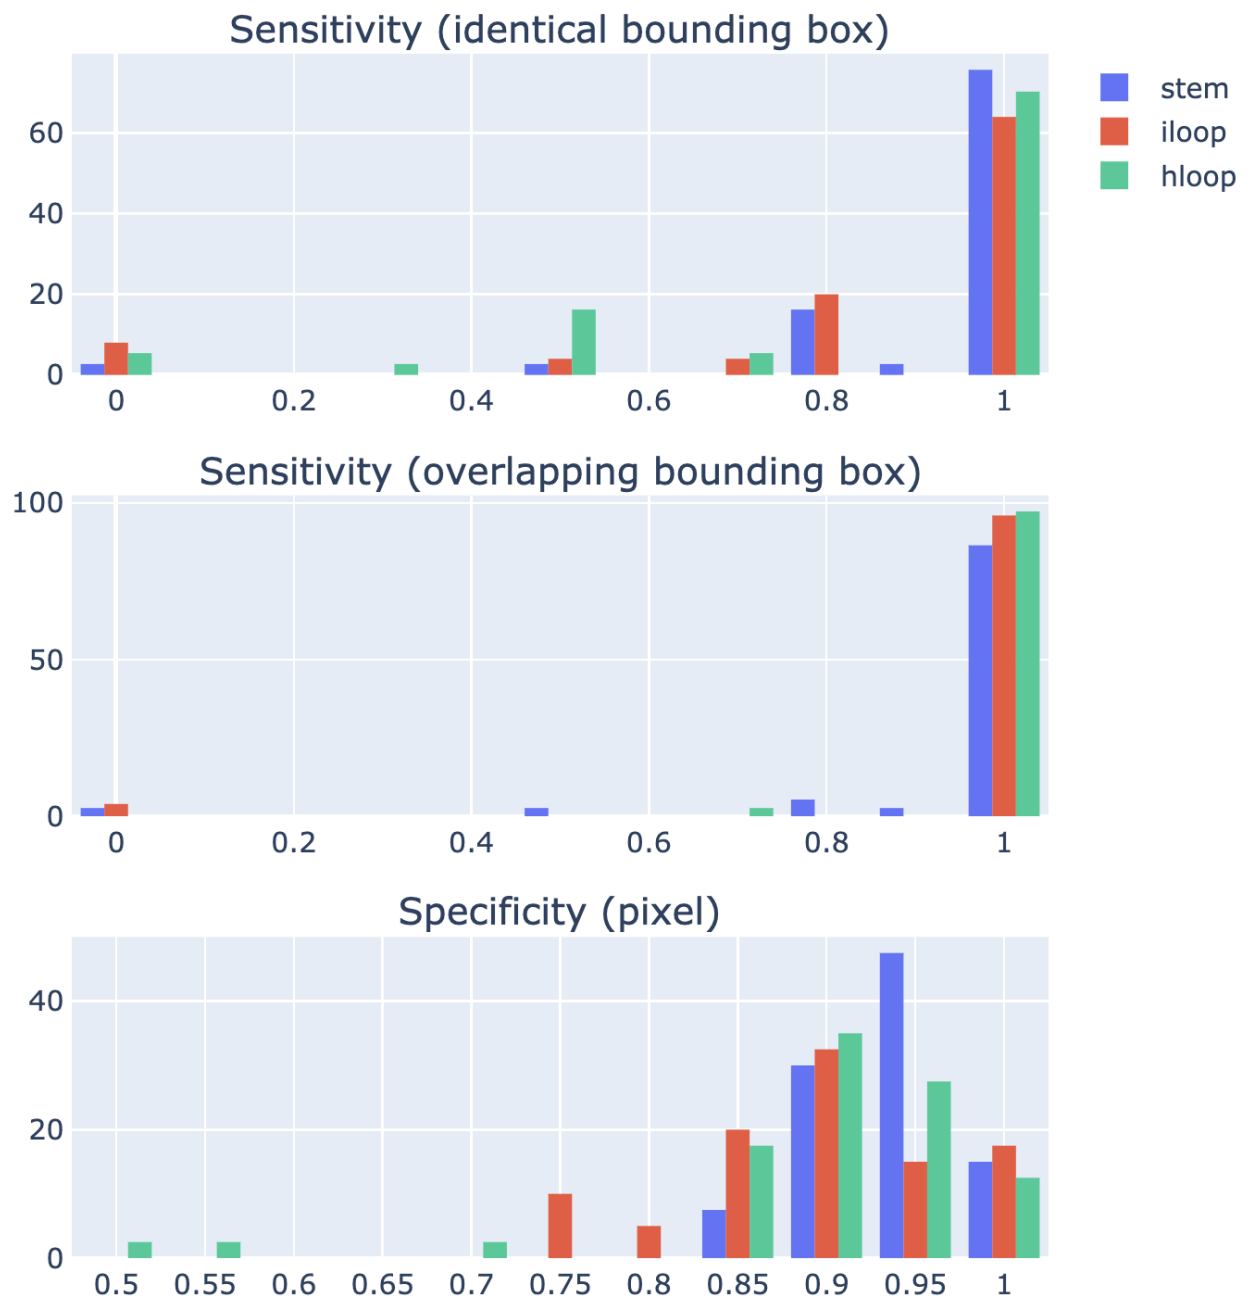 Sensitivity (identical bounding box)
stem
iloop
hloop
60
40
20
0
0 0.2 0.4 0.6 0.8 1
Sensitivity (overlapping bounding box)
100
50
0
0 0.2 0.4 0.6 0.8 1
Specificity (pixel)
40
20
0
0.5 0.55 0.6 0.65 0.7 0.75 0.8 0.85 0.9 0.95 1